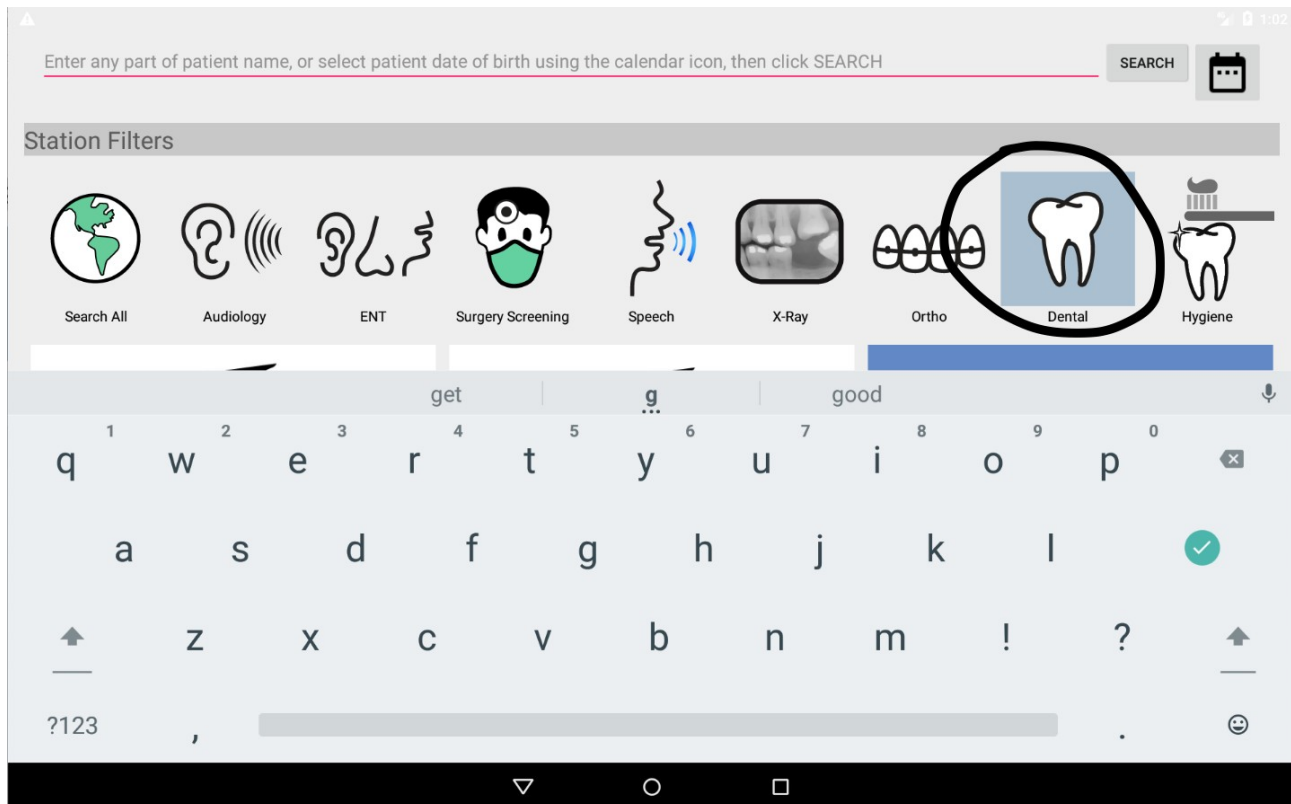 1:02
Enter any part of patient name, or select patient date of birth using the calendar icon, then click SEARCH SEARCH
Station Filters
Search All Audiology ENT Surgery Screening Speech X-Ray Ortho Dental Hygiene
get g good
1 2 3 4 5 6 7 8 9 0
q w e r t y u i o p
a s d f g h j k l
z x c v b n m ! ?
?123 , .